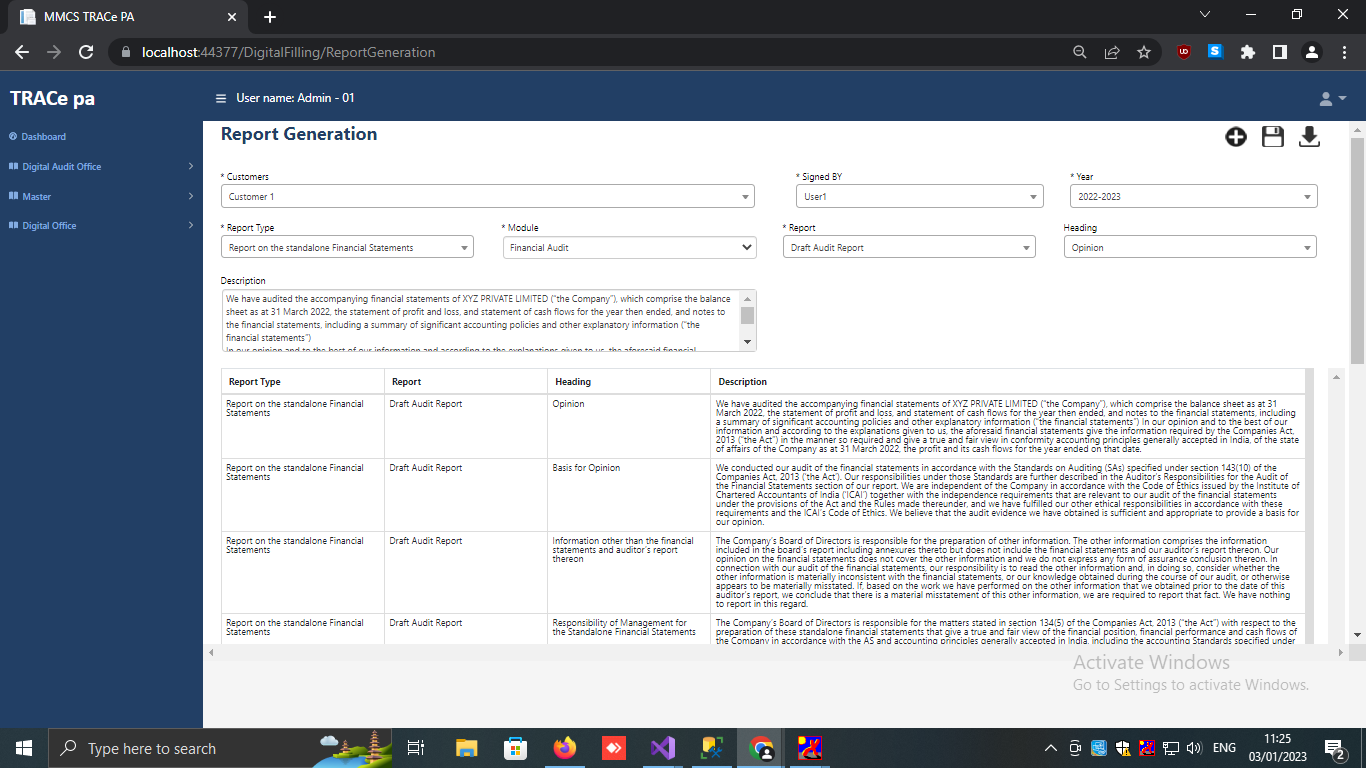 MMCS TRACe PA
localhost:44377/DigitalFilling/ReportGeneration
TRACe pa
User name: Admin - 01
Dashboard
Digital Audit Office
Master
Digital Office
Report Generation
* Customers
* Signed BY
* Year
Customer 1
User1
2022-2023
* Report Type
* Module
* Report
Heading
Report on the standalone Financial Statements
Financial Audit
Draft Audit Report
Opinion
Description
We have audited the accompanying financial statements of XYZ PRIVATE LIMITED ("the Company"), which comprise the balance
sheet as at 31 March 2022, the statement of profit and loss, and statement of cash flows for the year then ended, and notes to
the financial statements, including a summary of significant accounting policies and other explanatory information ("the
financial statements")
In our opinion and to the best of our information and according to the explanations given to us, the aforesaid financial
Report Type
Report
Heading
Description
Report on the standalone Financial
Statements
Draft Audit Report
Opinion
We have audited the accompanying financial statements of XYZ PRIVATE LIMITED ("the Company"), which comprise the balance sheet as at 31
March 2022, the statement of profit and loss, and statement of cash flows for the year then ended, and notes to the financial statements, including
a summary of significant accounting policies and other explanatory information ("the financial statements") In our opinion and to the best of our
information and according to the explanations given to us, the aforesaid financial statements give the information required by the Companies Act,
2013 ("the Act") in the manner so required and give a true and fair view in conformity accounting principles generally accepted in India, of the state
of affairs of the Company as at 31 March 2022, the profit and its cash flows for the year ended on that date.
Report on the standalone Financial
Statements
Draft Audit Report
Basis for Opinion
We conducted our audit of the financial statements in accordance with the Standards on Auditing (SAs) specified under section 143(10) of the
Companies Act, 2013 ('the Act'). Our responsibilities under those Standards are further described in the Auditor's Responsibilities for the Audit of
the Financial Statements section of our report. We are independent of the Company in accordance with the Code of Ethics issued by the Institute of
Chartered Accountants of India ('ICAI') together with the independence requirements that are relevant to our audit of the financial statements
under the provisions of the Act and the Rules made thereunder, and we have fulfilled our other ethical responsibilities in accordance with these
requirements and the ICAI's Code of Ethics. We believe that the audit evidence we have obtained is sufficient and appropriate to provide a basis for
our opinion.
Report on the standalone Financial
Statements
Draft Audit Report
Information other than the financial
statements and auditor's report
thereon
The Company's Board of Directors is responsible for the preparation of other information. The other information comprises the information
included in the board's report including annexures thereto but does not include the financial statements and our auditor's report thereon. Our
opinion on the financial statements does not cover the other information and we do not express any form of assurance conclusion thereon. In
connection with our audit of the financial statements, our responsibility is to read the other information and, in doing so, consider whether the
other information is materially inconsistent with the financial statements, or our knowledge obtained during the course of our audit, or otherwise
appears to be materially misstated. If, based on the work we have performed on the other information that we obtained prior to the date of this
auditor's report, we conclude that there is a material misstatement of this other information, we are required to report that fact. We have nothing
to report in this regard.
Report on the standalone Financial
Statements
Draft Audit Report
Responsibility of Management for
the Standalone Financial Statements
The Company's Board of Directors is responsible for the matters stated in section 134(5) of the Companies Act, 2013 ("the Act") with respect to the
preparation of these standalone financial statements that give a true and fair view of the financial position, financial performance and cash flows of
the Company in accordance with the AS and accounting principles generally accepted in India, including the accounting Standards specified under
Activate Windows
Go to Settings to activate Windows.
Type here to search
ENG
11:25
03/01/2023
2